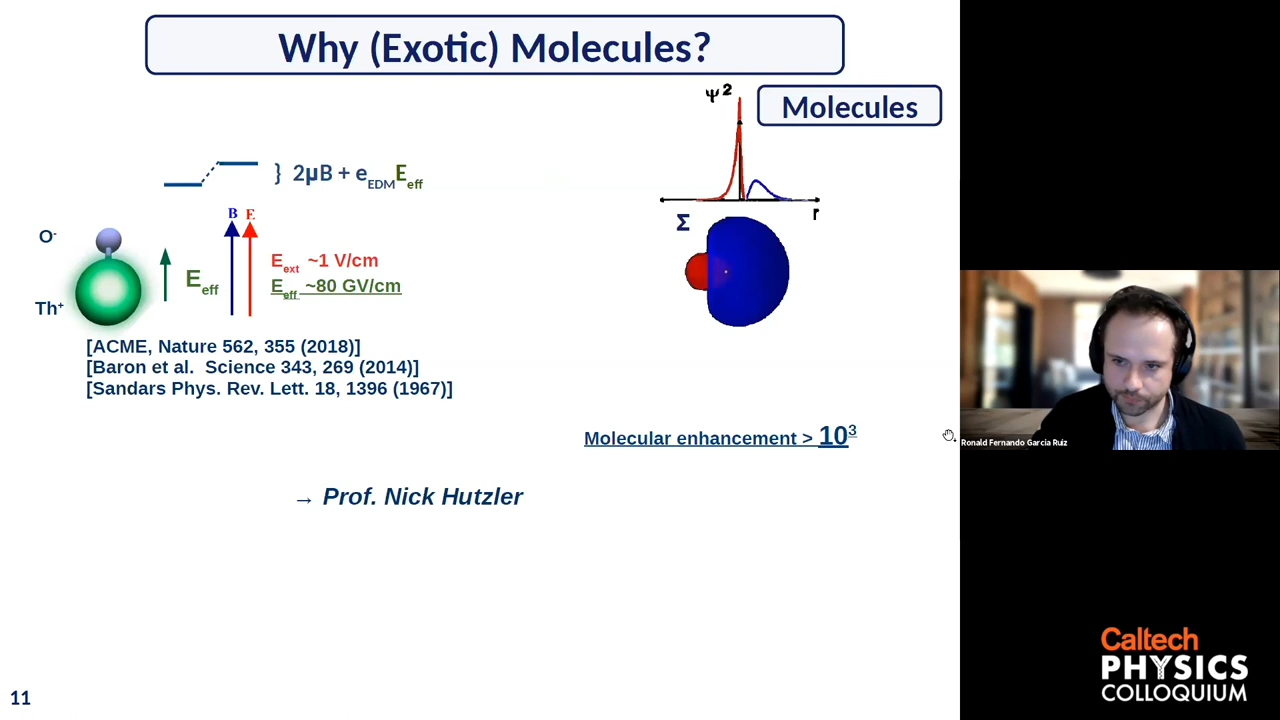 Why (Exotic) Molecules?
ψ²
Molecules
} 2μB + e_EDM E_eff
r
B E
Σ
O⁻
E_ext ~1 V/cm
E_eff
E_eff ~80 GV/cm
Th⁺
[ACME, Nature 562, 355 (2018)]
[Baron et al. Science 343, 269 (2014)]
[Sandars Phys. Rev. Lett. 18, 1396 (1967)]
Molecular enhancement > 10³
Ronald Fernando Garcia Ruiz
→ Prof. Nick Hutzler
Caltech
PHYSICS
COLLOQUIUM
11